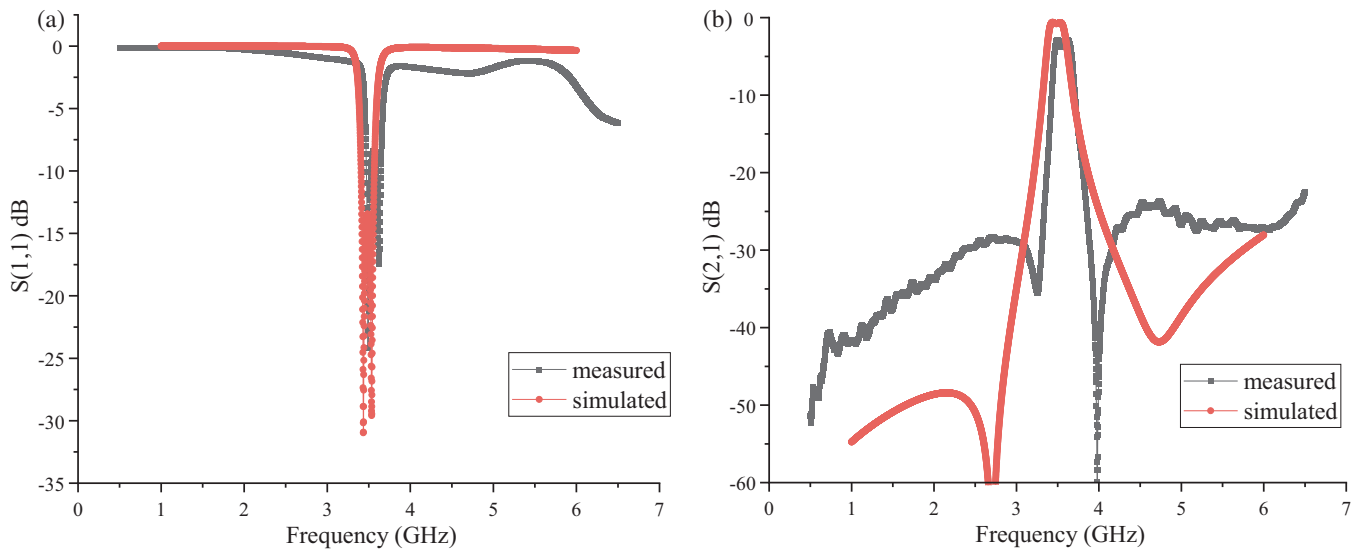 (a)
0
-5
-10
-15
-20
-25
-30
-35
S(1,1) dB
0 1 2 3 4 5 6 7
Frequency (GHz)
measured
simulated
(b)
0
-10
-20
-30
-40
-50
-60
S(2,1) dB
0 1 2 3 4 5 6 7
Frequency (GHz)
measured
simulated